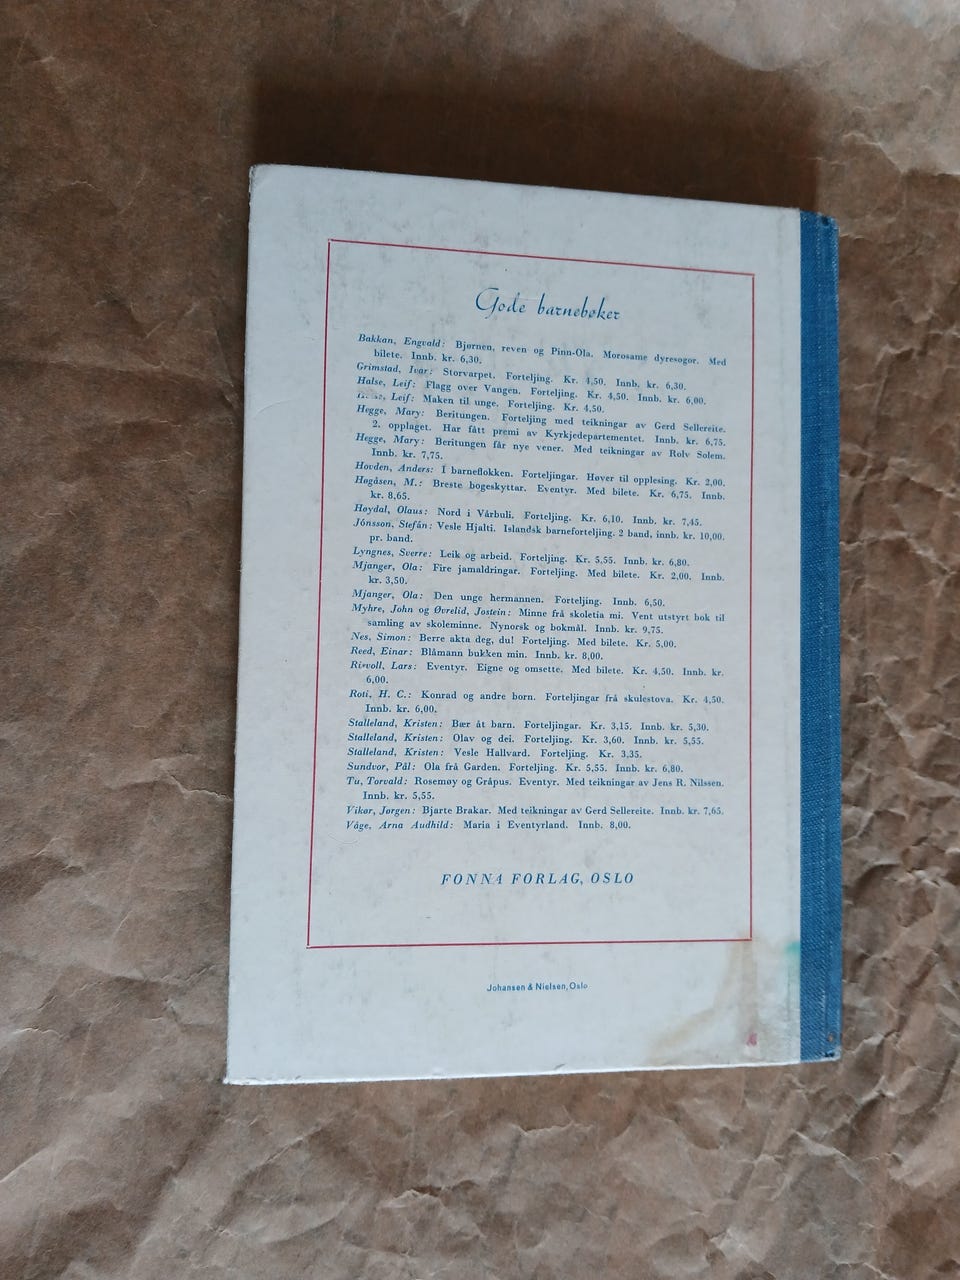 Gode barnebøker
Bakkan, Engvald: Bjørnen, reven og Pinn-Ola. Morosame dyresogor. Med
bilete. Innb. kr. 6,30.
Grimstad, Ivar: Storvarpet. Forteljing. Kr. 4,50. Innb. kr. 6,30.
Halse, Leif: Flagg over Vangen. Forteljing. Kr. 4,50. Innb. kr. 6,00.
Leif: Maken til unge. Forteljing. Kr. 4,50.
Hegge, Mary: Beritungen. Forteljing med teikningar av Gerd Sellereite.
2. opplaget. Har fått premi av Kyrkjedepartementet. Innb. kr. 6,75.
Hegge, Mary: Beritungen får nye vener. Med teikningar av Rolv Solem.
Innb. kr. 7,75.
Hovden, Anders: I barneflokken. Forteljingar. Høver til opplesing. Kr. 2,00.
Høgåsen, M.: Breste bogeskyttar. Eventyr. Med bilete. Kr. 6,75. Innb.
kr. 8,65.
Høydal, Olaus: Nord i Vårbuli. Forteljing. Kr. 6,10. Innb. kr. 7,45.
Jónsson, Stefán: Vesle Hjalti. Islandsk barneforteljing. 2 band, innb. kr. 10,00.
pr. band.
Lyngnes, Sverre: Leik og arbeid. Forteljing. Kr. 5,55. Innb. kr. 6,80.
Mjanger, Ola: Fire jamaldringar. Forteljing. Med bilete. Kr. 2,00. Innb.
kr. 3,50.
Mjanger, Ola: Den unge hermannen. Forteljing. Innb. 6,50.
Myhre, John og Øvrelid, Jostein: Minne frå skoletia mi. Vent utstyrt bok til
samling av skoleminne. Nynorsk og bokmål. Innb. kr. 9,75.
Nes, Simon: Berre akta deg, du! Forteljing. Med bilete. Kr. 5,00.
Reed, Einar: Blåmann bukken min. Innb. kr. 8,00.
Risvoll, Lars: Eventyr. Eigne og omsette. Med bilete. Kr. 4,50. Innb. kr.
6,00.
Roti, H. C.: Konrad og andre born. Forteljingar frå skulestova. Kr. 4,50.
Innb. kr. 6,00.
Stalleland, Kristen: Bær åt barn. Forteljingar. Kr. 3,15. Innb. kr. 5,30.
Stalleland, Kristen: Olav og dei. Forteljing. Kr. 3,60. Innb. kr. 5,55.
Stalleland, Kristen: Vesle Hallvard. Forteljing. Kr. 3,35.
Sundvor, Pål: Ola frå Garden. Forteljing. Kr. 5,55. Innb. kr. 6,80.
Tu, Torvald: Rosemøy og Gråpus. Eventyr. Med teikningar av Jens R. Nilssen.
Innb. kr. 5,55.
Vikør, Jørgen: Bjarte Brakar. Med teikningar av Gerd Sellereite. Innb. kr. 7,65.
Våge, Arna Audhild: Maria i Eventyrland. Innb. 8,00.
FONNA FORLAG, OSLO
Johansen & Nielsen, Oslo